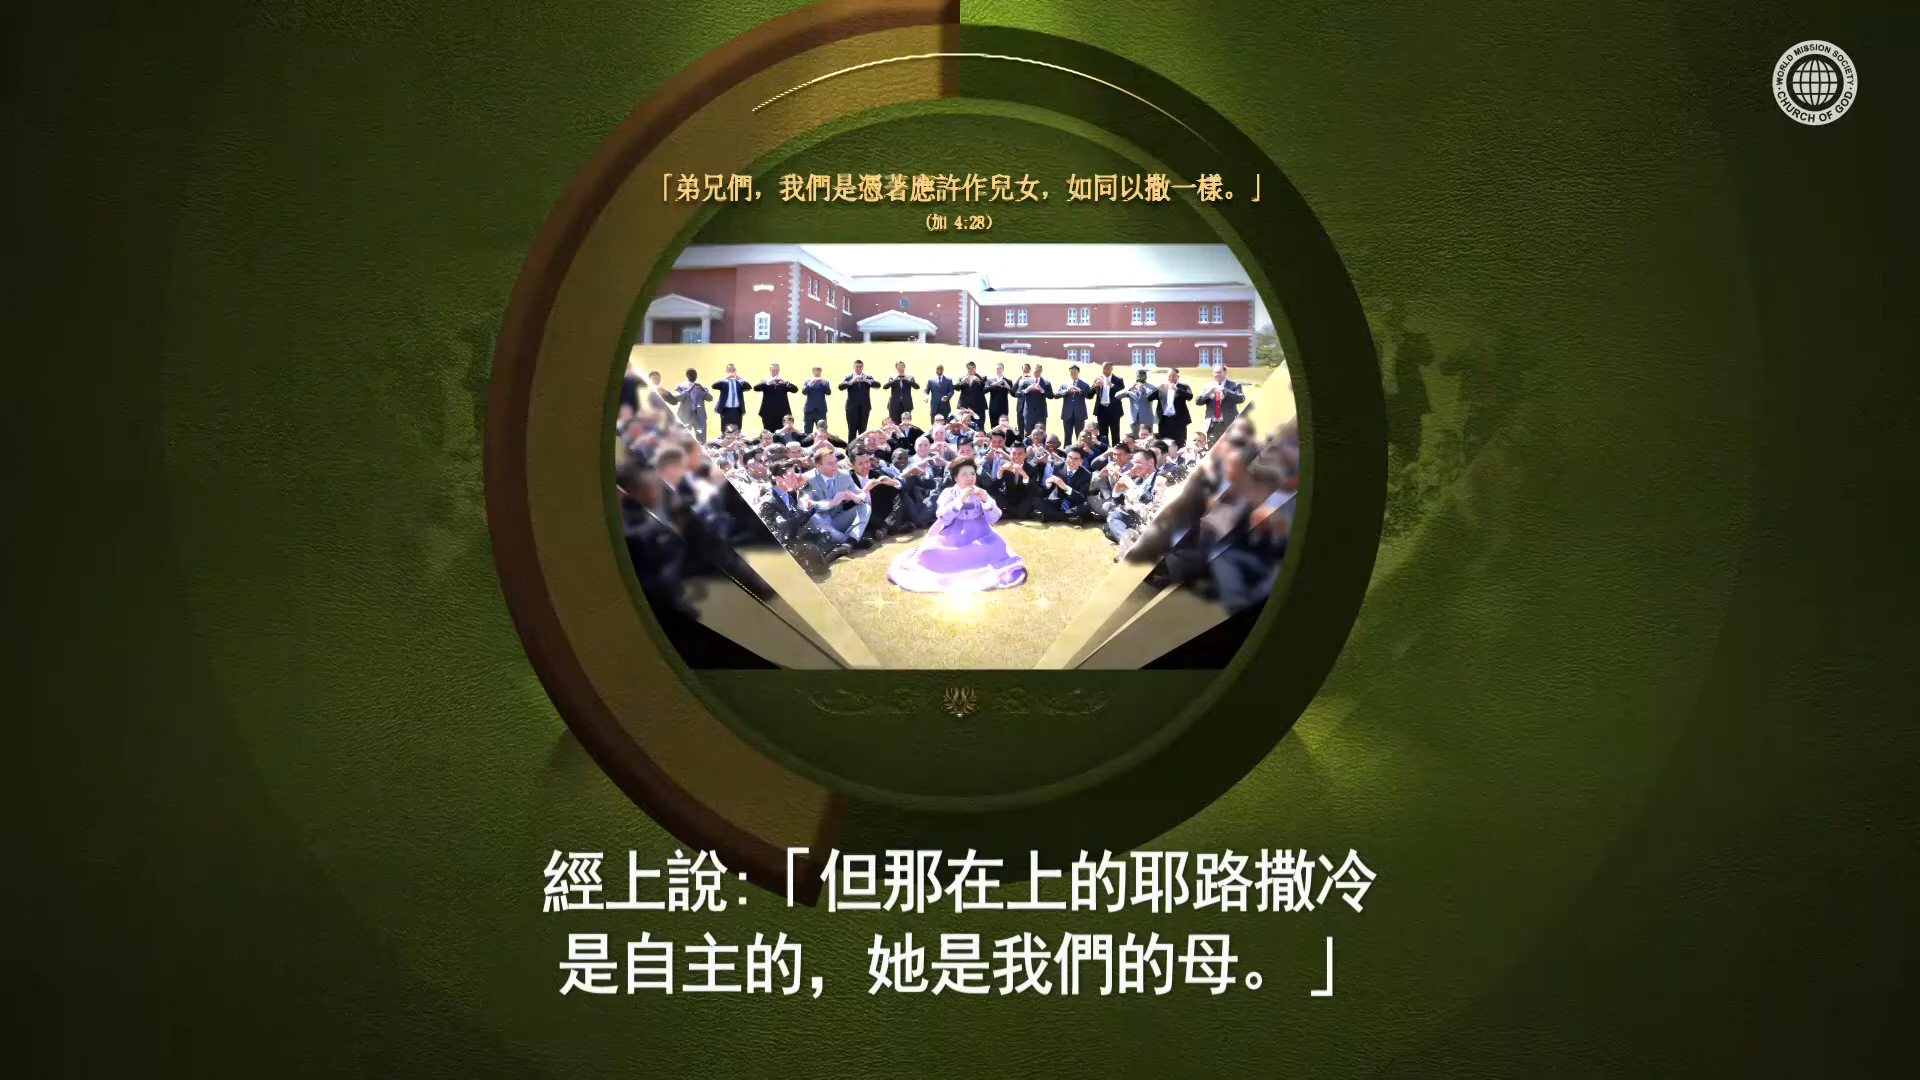 WORLD MISSION SOCIETY
CHURCH OF GOD
「弟兄們，我們是憑著應許作兒女，如同以撒一樣。」
(加 4:28)
經上說:「但那在上的耶路撒冷
是自主的，她是我們的母。」